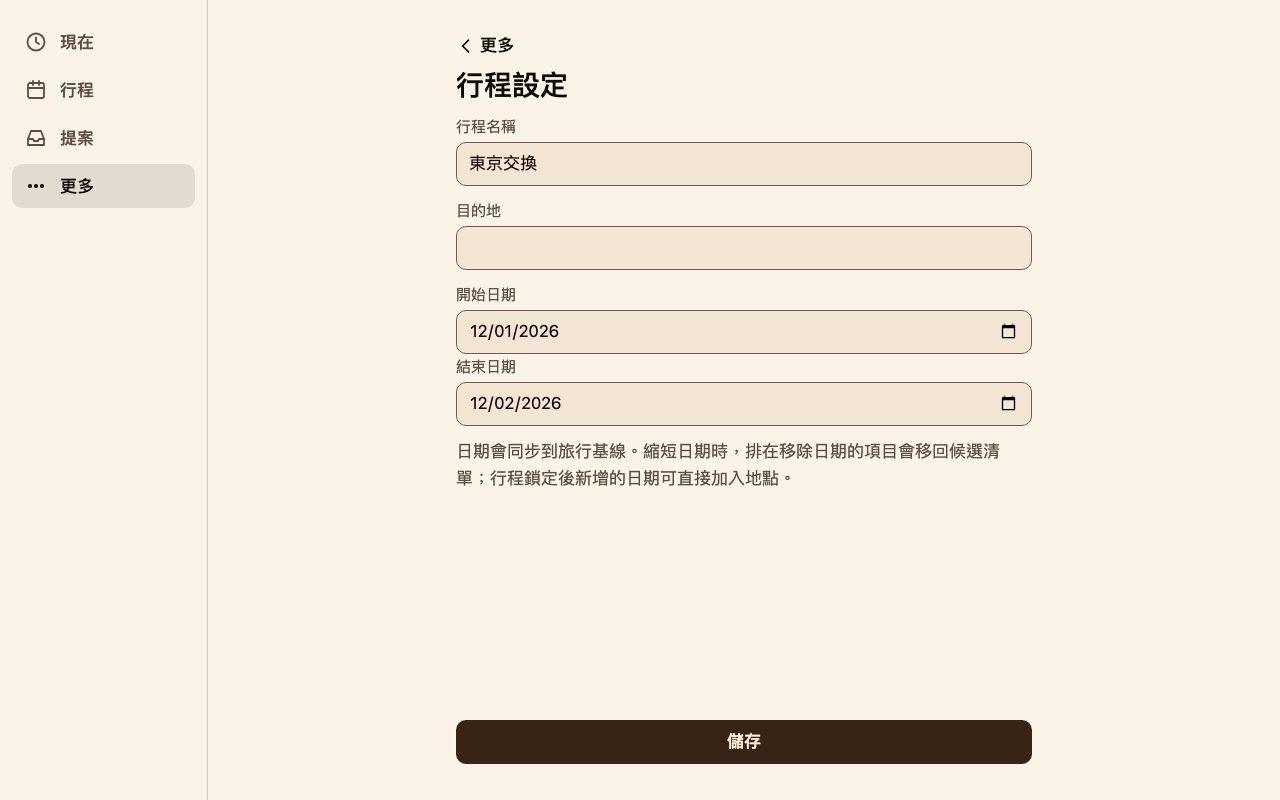 現在
行程
提案
更多
更多
行程設定
行程名稱
東京交換
目的地
開始日期
12/01/2026
結束日期
12/02/2026
日期會同步到旅行基線。縮短日期時，排在移除日期的項目會移回候選清
單；行程鎖定後新增的日期可直接加入地點。
儲存